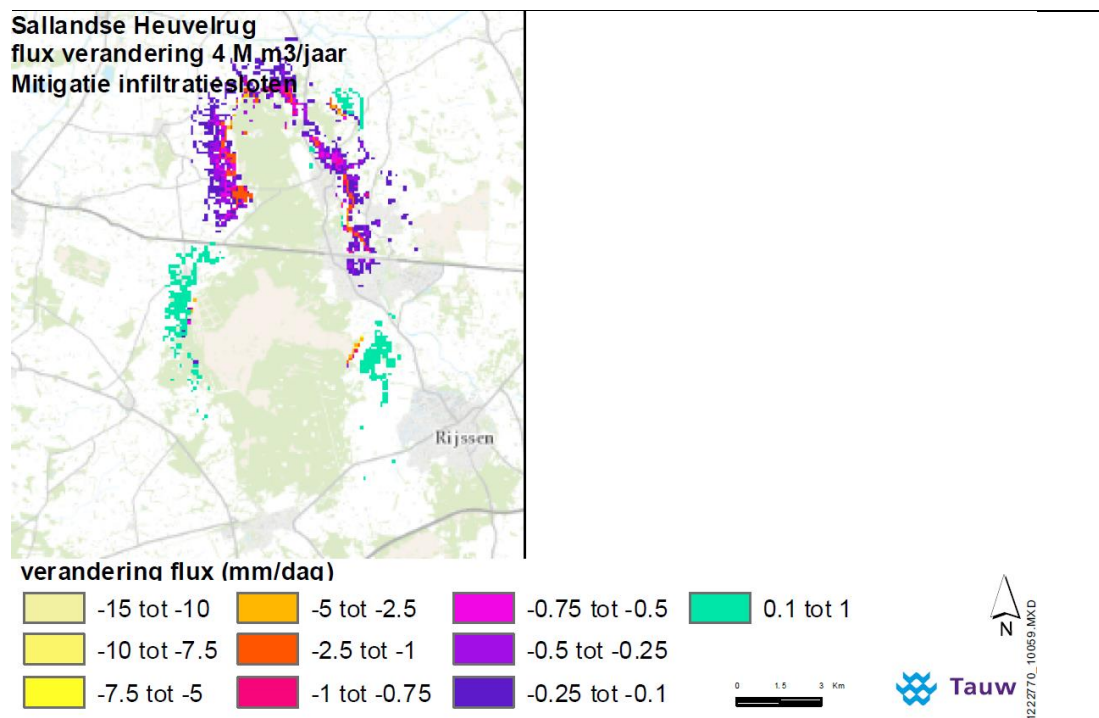 Sallandse Heuvelrug
flux verandering 4 M m3/jaar
Mitigatie infiltratiesloten
Rijssen
verandering flux (mm/dag)
-15 tot -10
-5 tot -2.5
-0.75 tot -0.5
0.1 tot 1
-10 tot -7.5
-2.5 tot -1
-0.5 tot -0.25
-7.5 tot -5
-1 tot -0.75
-0.25 tot -0.1
0 1.5 3 Km
N
Tauw
1222770_10059.MXD